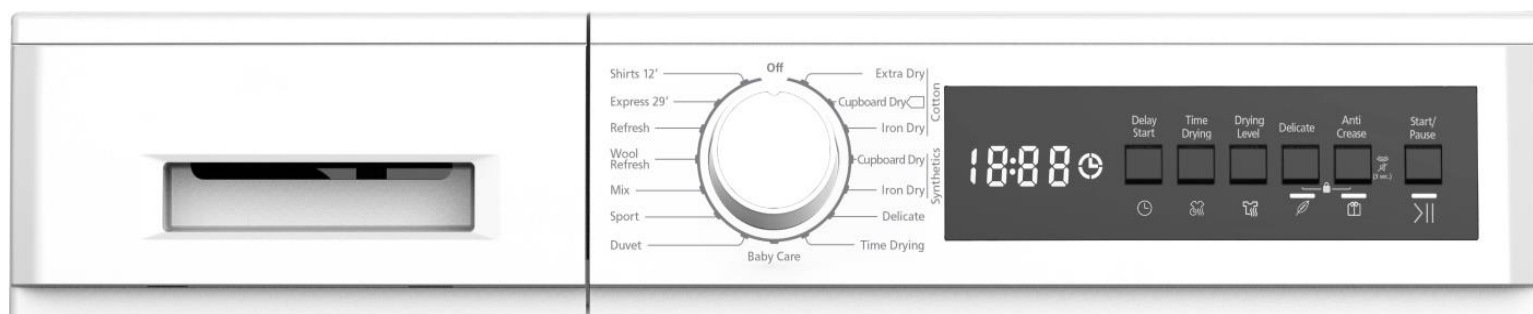 Off
Shirts 12'
Express 29'
Refresh
Wool
Refresh
Mix
Sport
Duvet
Baby Care
Extra Dry
Cupboard Dry
Iron Dry
Cotton
Cupboard Dry
Iron Dry
Synthetics
Delicate
Time Drying
18:88
Delay
Start
Time
Drying
Drying
Level
Delicate
Anti
Crease
(3 sec.)
Start/
Pause